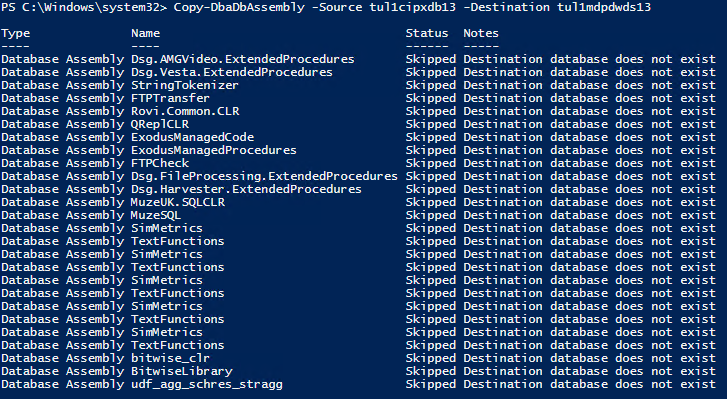 PS C:\Windows\system32> Copy-DbaDbAssembly -Source tul1cipxdb13 -Destination tul1mdpdwds13
Type Name Status Notes
---- ---- ------ -----
Database Assembly Dsg.AMGVideo.ExtendedProcedures Skipped Destination database does not exist
Database Assembly Dsg.Vesta.ExtendedProcedures Skipped Destination database does not exist
Database Assembly StringTokenizer Skipped Destination database does not exist
Database Assembly FTPTransfer Skipped Destination database does not exist
Database Assembly Rovi.Common.CLR Skipped Destination database does not exist
Database Assembly QReplCLR Skipped Destination database does not exist
Database Assembly ExodusManagedCode Skipped Destination database does not exist
Database Assembly ExodusManagedProcedures Skipped Destination database does not exist
Database Assembly FTPCheck Skipped Destination database does not exist
Database Assembly Dsg.FileProcessing.ExtendedProcedures Skipped Destination database does not exist
Database Assembly Dsg.Harvester.ExtendedProcedures Skipped Destination database does not exist
Database Assembly MuzeUK.SQLCLR Skipped Destination database does not exist
Database Assembly MuzeSQL Skipped Destination database does not exist
Database Assembly SimMetrics Skipped Destination database does not exist
Database Assembly TextFunctions Skipped Destination database does not exist
Database Assembly SimMetrics Skipped Destination database does not exist
Database Assembly TextFunctions Skipped Destination database does not exist
Database Assembly SimMetrics Skipped Destination database does not exist
Database Assembly TextFunctions Skipped Destination database does not exist
Database Assembly SimMetrics Skipped Destination database does not exist
Database Assembly TextFunctions Skipped Destination database does not exist
Database Assembly SimMetrics Skipped Destination database does not exist
Database Assembly TextFunctions Skipped Destination database does not exist
Database Assembly bitwise_clr Skipped Destination database does not exist
Database Assembly BitwiseLibrary Skipped Destination database does not exist
Database Assembly udf_agg_schres_stragg Skipped Destination database does not exist